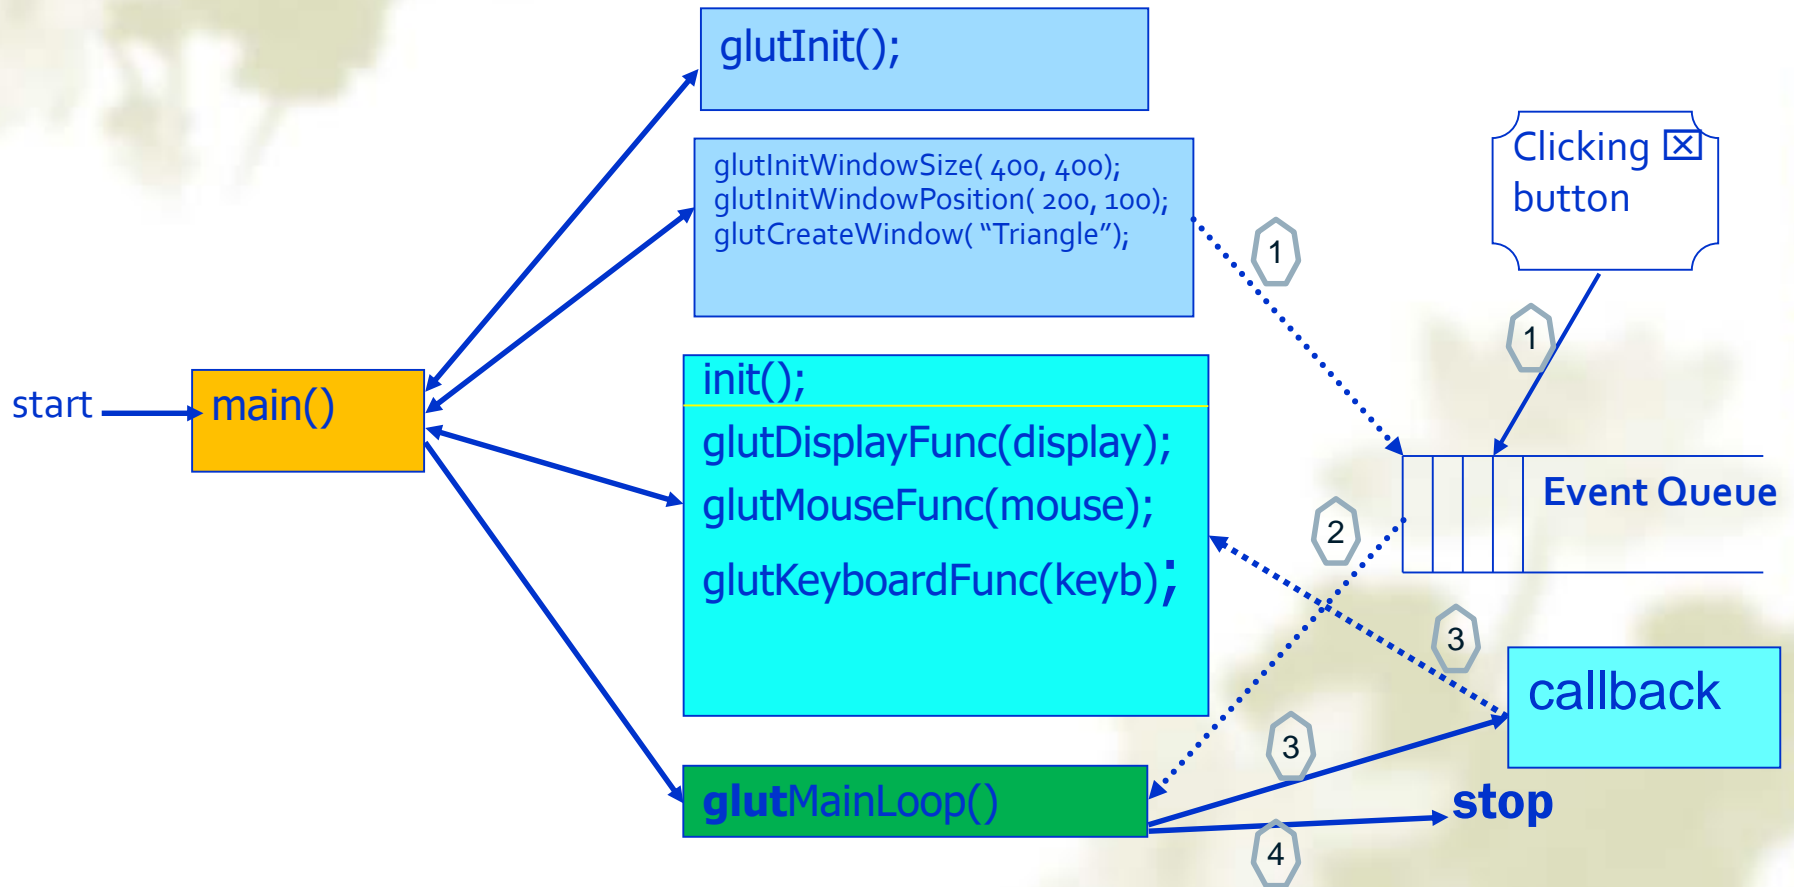 glutInit();
glutInitWindowSize( 400, 400);
glutInitWindowPosition( 200, 100);
glutCreateWindow( “Triangle”);
Clicking ☒
button
1
1
start
main()
init();
glutDisplayFunc(display);
glutMouseFunc(mouse);
glutKeyboardFunc(keyb);
Event Queue
2
3
callback
3
glutMainLoop()
stop
4